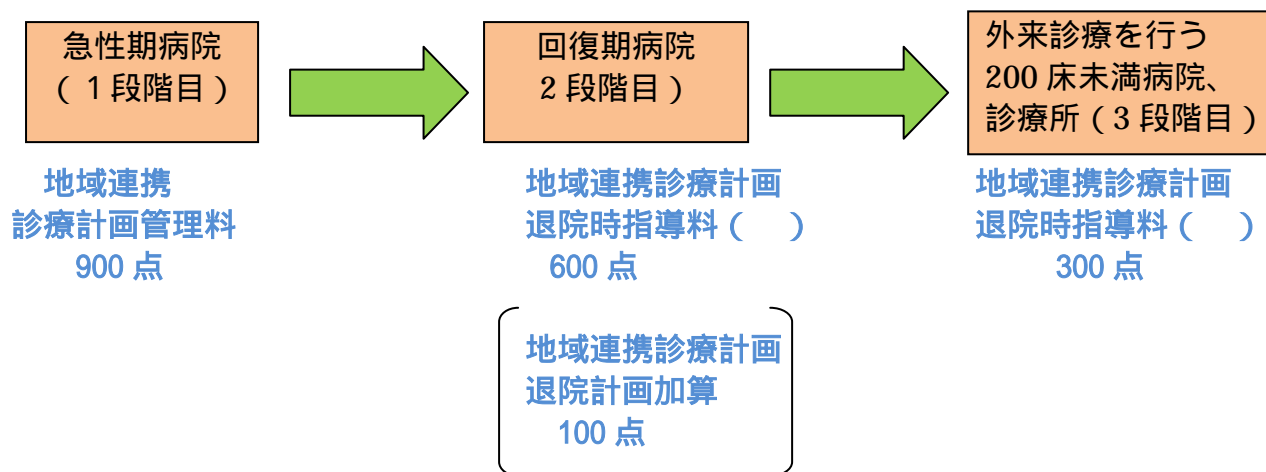 急性期病院
（１段階目）
回復期病院
2 段階目）
外来診療を行う
200 床未満病院、
診療所（３段階目）
地域連携
診療計画管理料
900 点
地域連携診療計画
退院時指導料（　）
600 点
地域連携診療計画
退院時指導料（　）
300 点
地域連携診療計画
退院計画加算
100 点